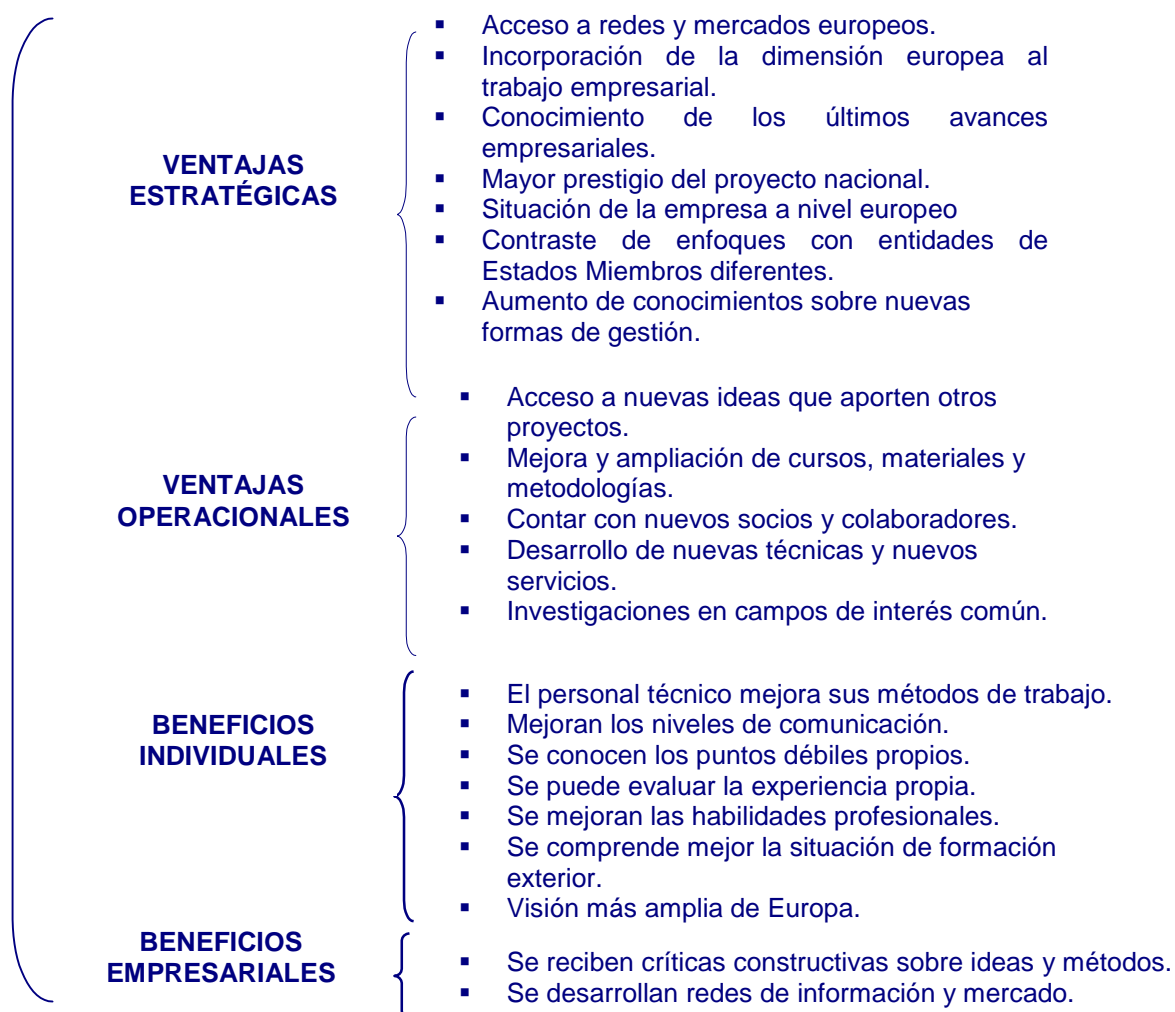 VENTAJAS
ESTRATÉGICAS
▪ Acceso a redes y mercados europeos.
▪ Incorporación de la dimensión europea al
trabajo empresarial.
▪ Conocimiento de los últimos avances
empresariales.
▪ Mayor prestigio del proyecto nacional.
▪ Situación de la empresa a nivel europeo
▪ Contraste de enfoques con entidades de
Estados Miembros diferentes.
▪ Aumento de conocimientos sobre nuevas
formas de gestión.
VENTAJAS
OPERACIONALES
▪ Acceso a nuevas ideas que aporten otros
proyectos.
▪ Mejora y ampliación de cursos, materiales y
metodologías.
▪ Contar con nuevos socios y colaboradores.
▪ Desarrollo de nuevas técnicas y nuevos
servicios.
▪ Investigaciones en campos de interés común.
BENEFICIOS
INDIVIDUALES
▪ El personal técnico mejora sus métodos de trabajo.
▪ Mejoran los niveles de comunicación.
▪ Se conocen los puntos débiles propios.
▪ Se puede evaluar la experiencia propia.
▪ Se mejoran las habilidades profesionales.
▪ Se comprende mejor la situación de formación
exterior.
▪ Visión más amplia de Europa.
BENEFICIOS
EMPRESARIALES
▪ Se reciben críticas constructivas sobre ideas y métodos.
▪ Se desarrollan redes de información y mercado.